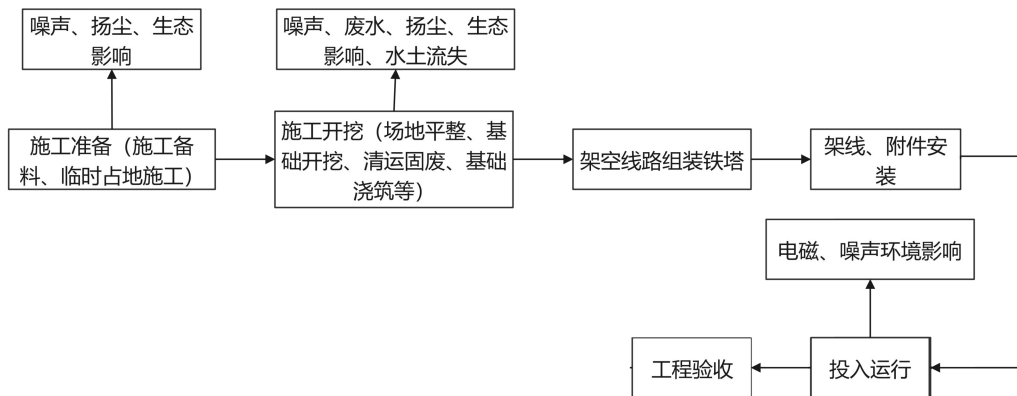 噪声、扬尘、生态
影响
噪声、废水、扬尘、生态
影响、水土流失
施工准备（施工备
料、临时占地施工）
施工开挖（场地平整、基
础开挖、清运固废、基础
浇筑等）
架空线路组装铁塔
架线、附件安
装
电磁、噪声环境影响
工程验收
投入运行